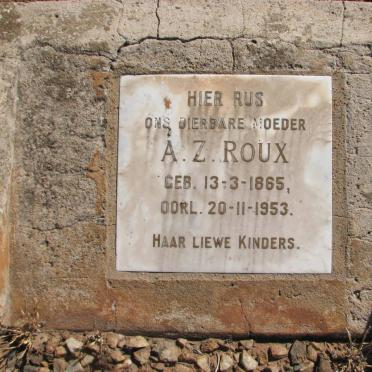 HIER RUS
ONS DIERBARE MOEDER
A. Z. ROUX
GEB. 13-3-1865,
OORL. 20-11-1953.
HAAR LIEWE KINDERS.